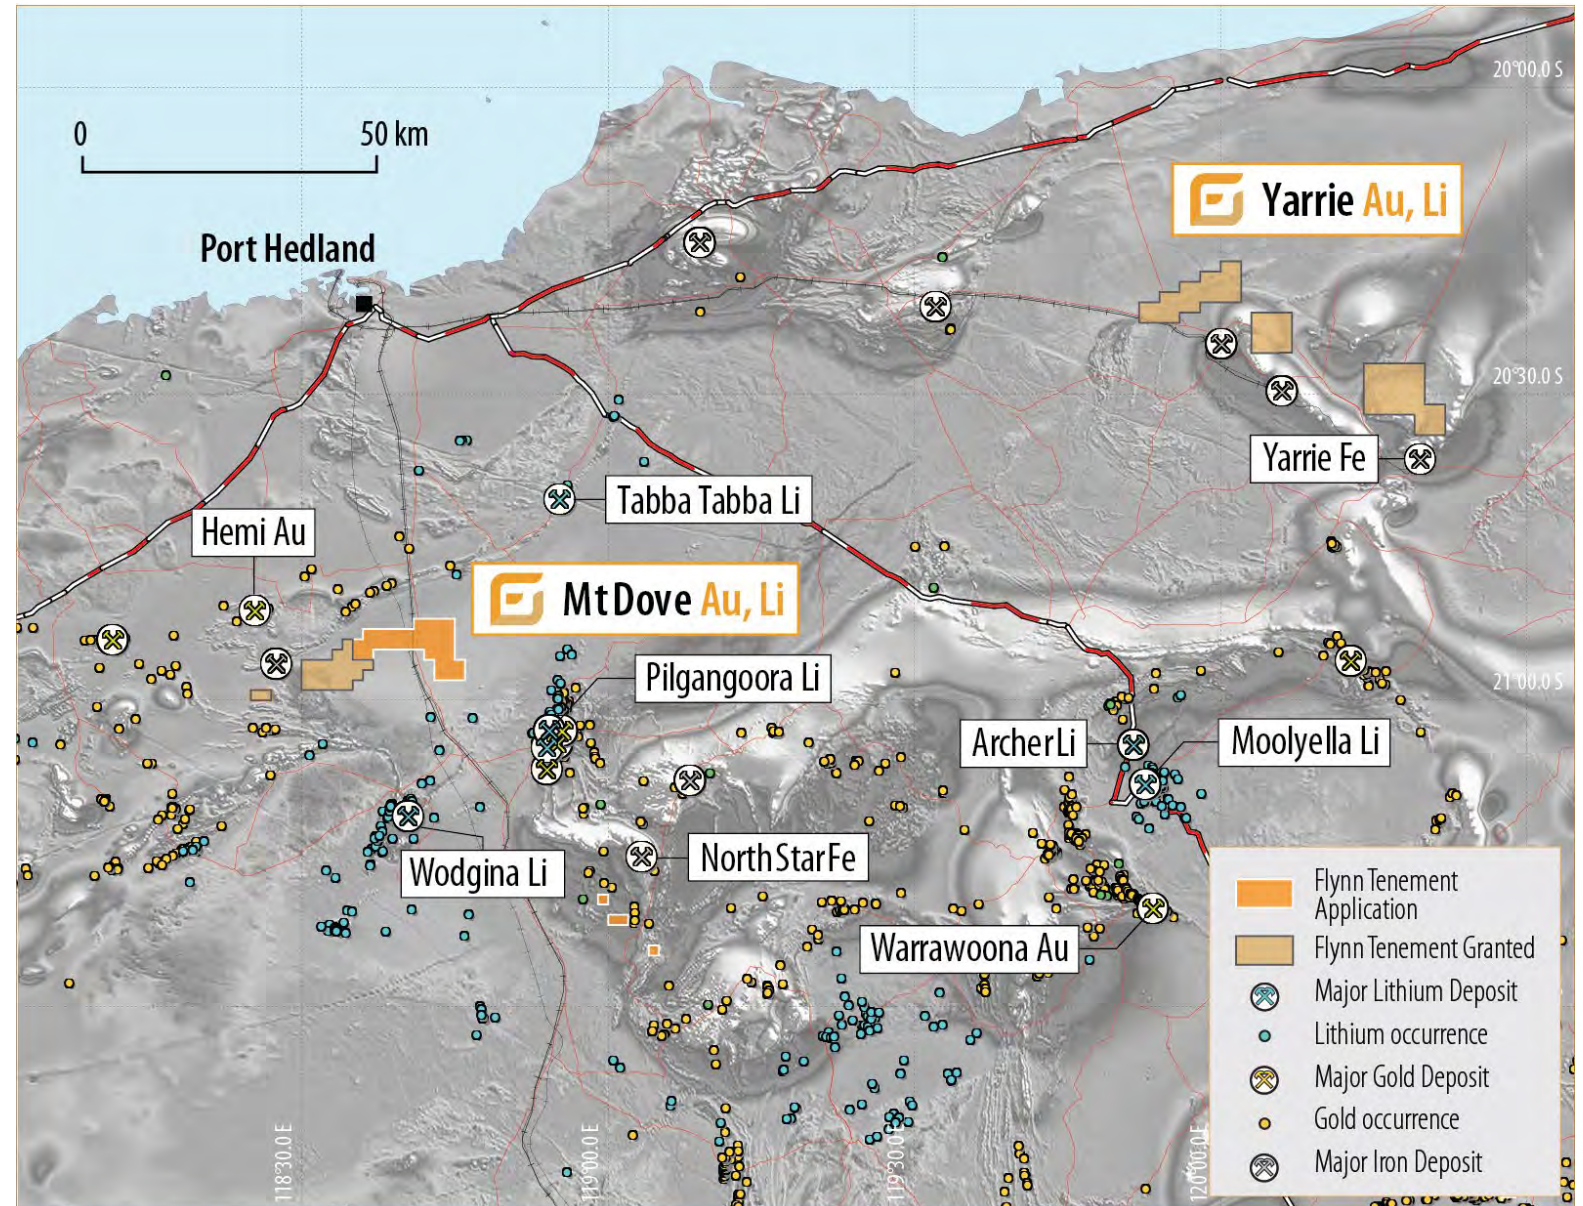 20°00.0 S
0 50 km
Yarrie Au, Li
Port Hedland
20°30.0 S
Yarrie Fe
Tabba Tabba Li
Hemi Au
Mt Dove Au, Li
Pilgangoora Li
21°00.0 S
Archer Li
Moolyella Li
North Star Fe
Wodgina Li
Warrawoona Au
Flynn Tenement
Application
Flynn Tenement Granted
Major Lithium Deposit
Lithium occurrence
Major Gold Deposit
Gold occurrence
Major Iron Deposit
118°30.0 E
119°00.0 E
119°30.0 E
120°00.0 E